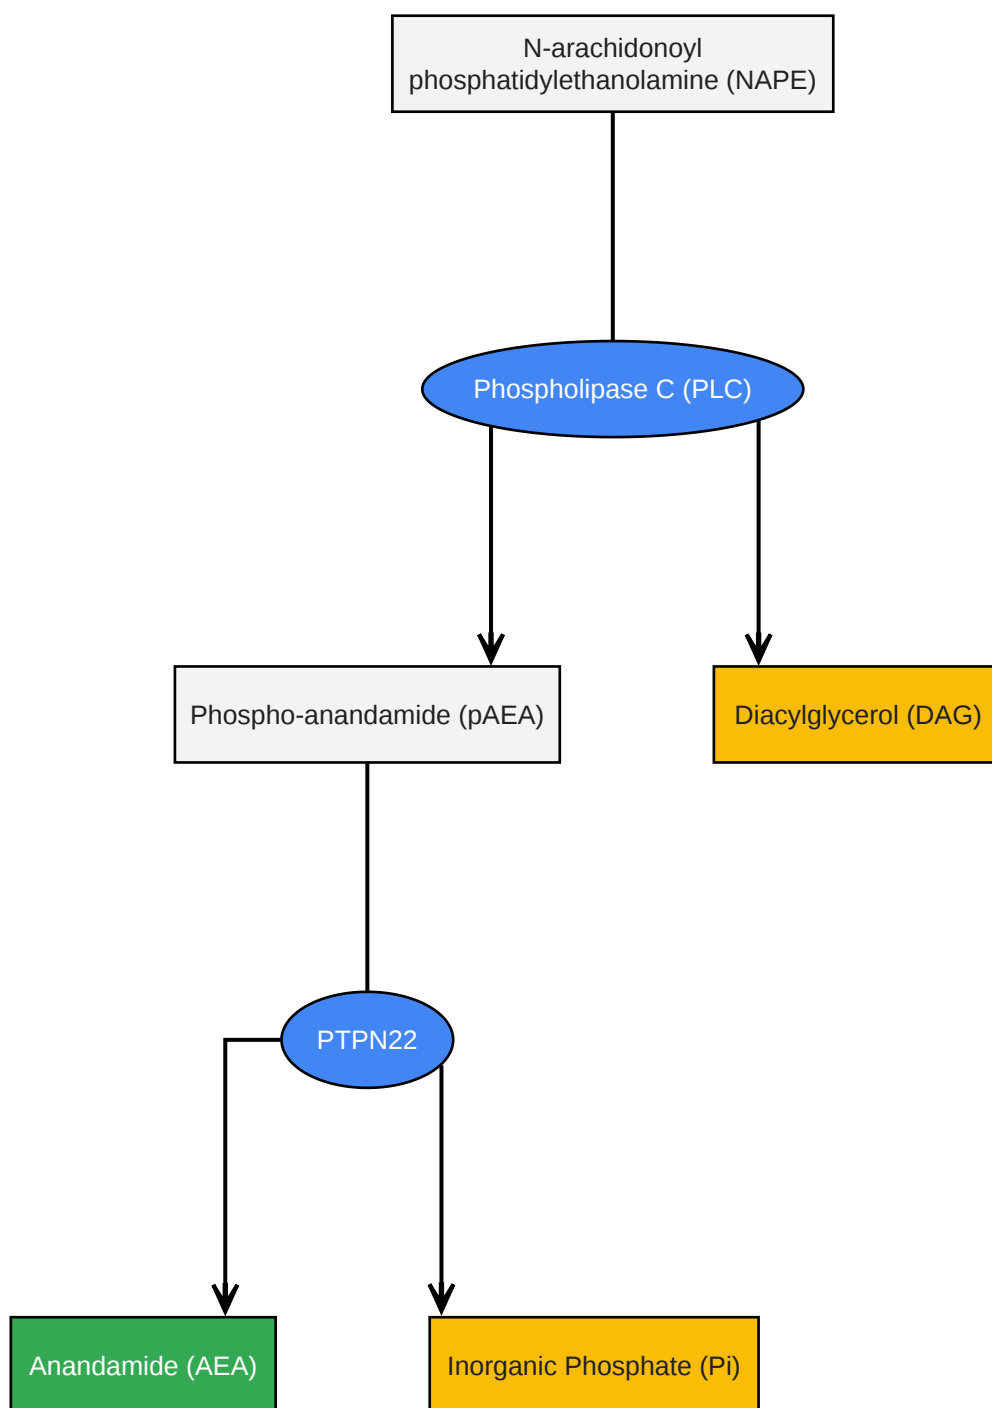 N-arachidonoyl
phosphatidylethanolamine (NAPE)
Phospholipase C (PLC)
Phospho-anandamide (pAEA)
Diacylglycerol (DAG)
PTPN22
Anandamide (AEA)
Inorganic Phosphate (Pi)